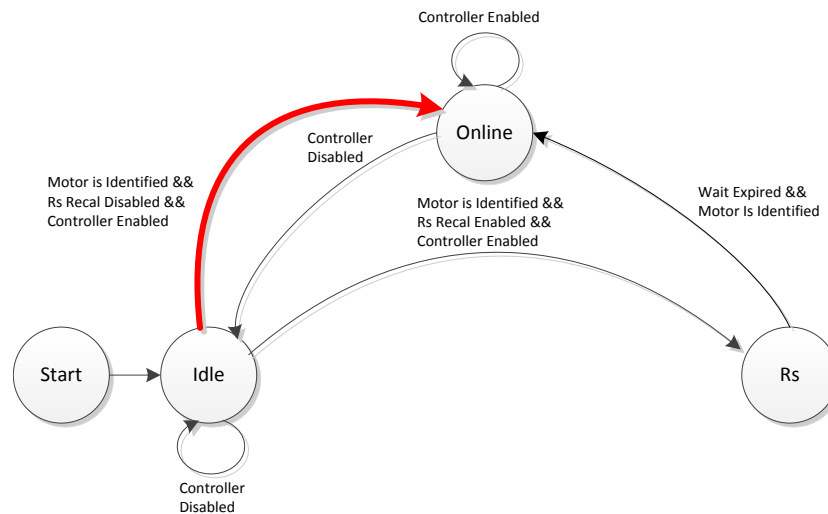 Controller Enabled
Online
Controller
Disabled
Motor is Identified &&
Rs Recal Disabled &&
Controller Enabled
Motor is Identified &&
Rs Recal Enabled &&
Controller Enabled
Wait Expired &&
Motor Is Identified
Start
Idle
Rs
Controller
Disabled